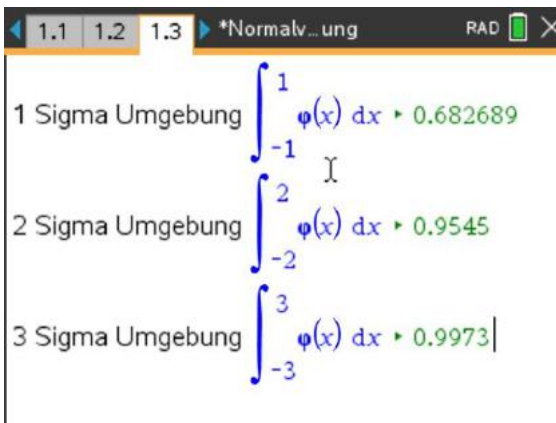 1.1 1.2 1.3 *Normalv...ung RAD
1 Sigma Umgebung ∫ 1 -1 φ(x) dx ▸ 0.682689
2 Sigma Umgebung ∫ 2 -2 φ(x) dx ▸ 0.9545
3 Sigma Umgebung ∫ 3 -3 φ(x) dx ▸ 0.9973